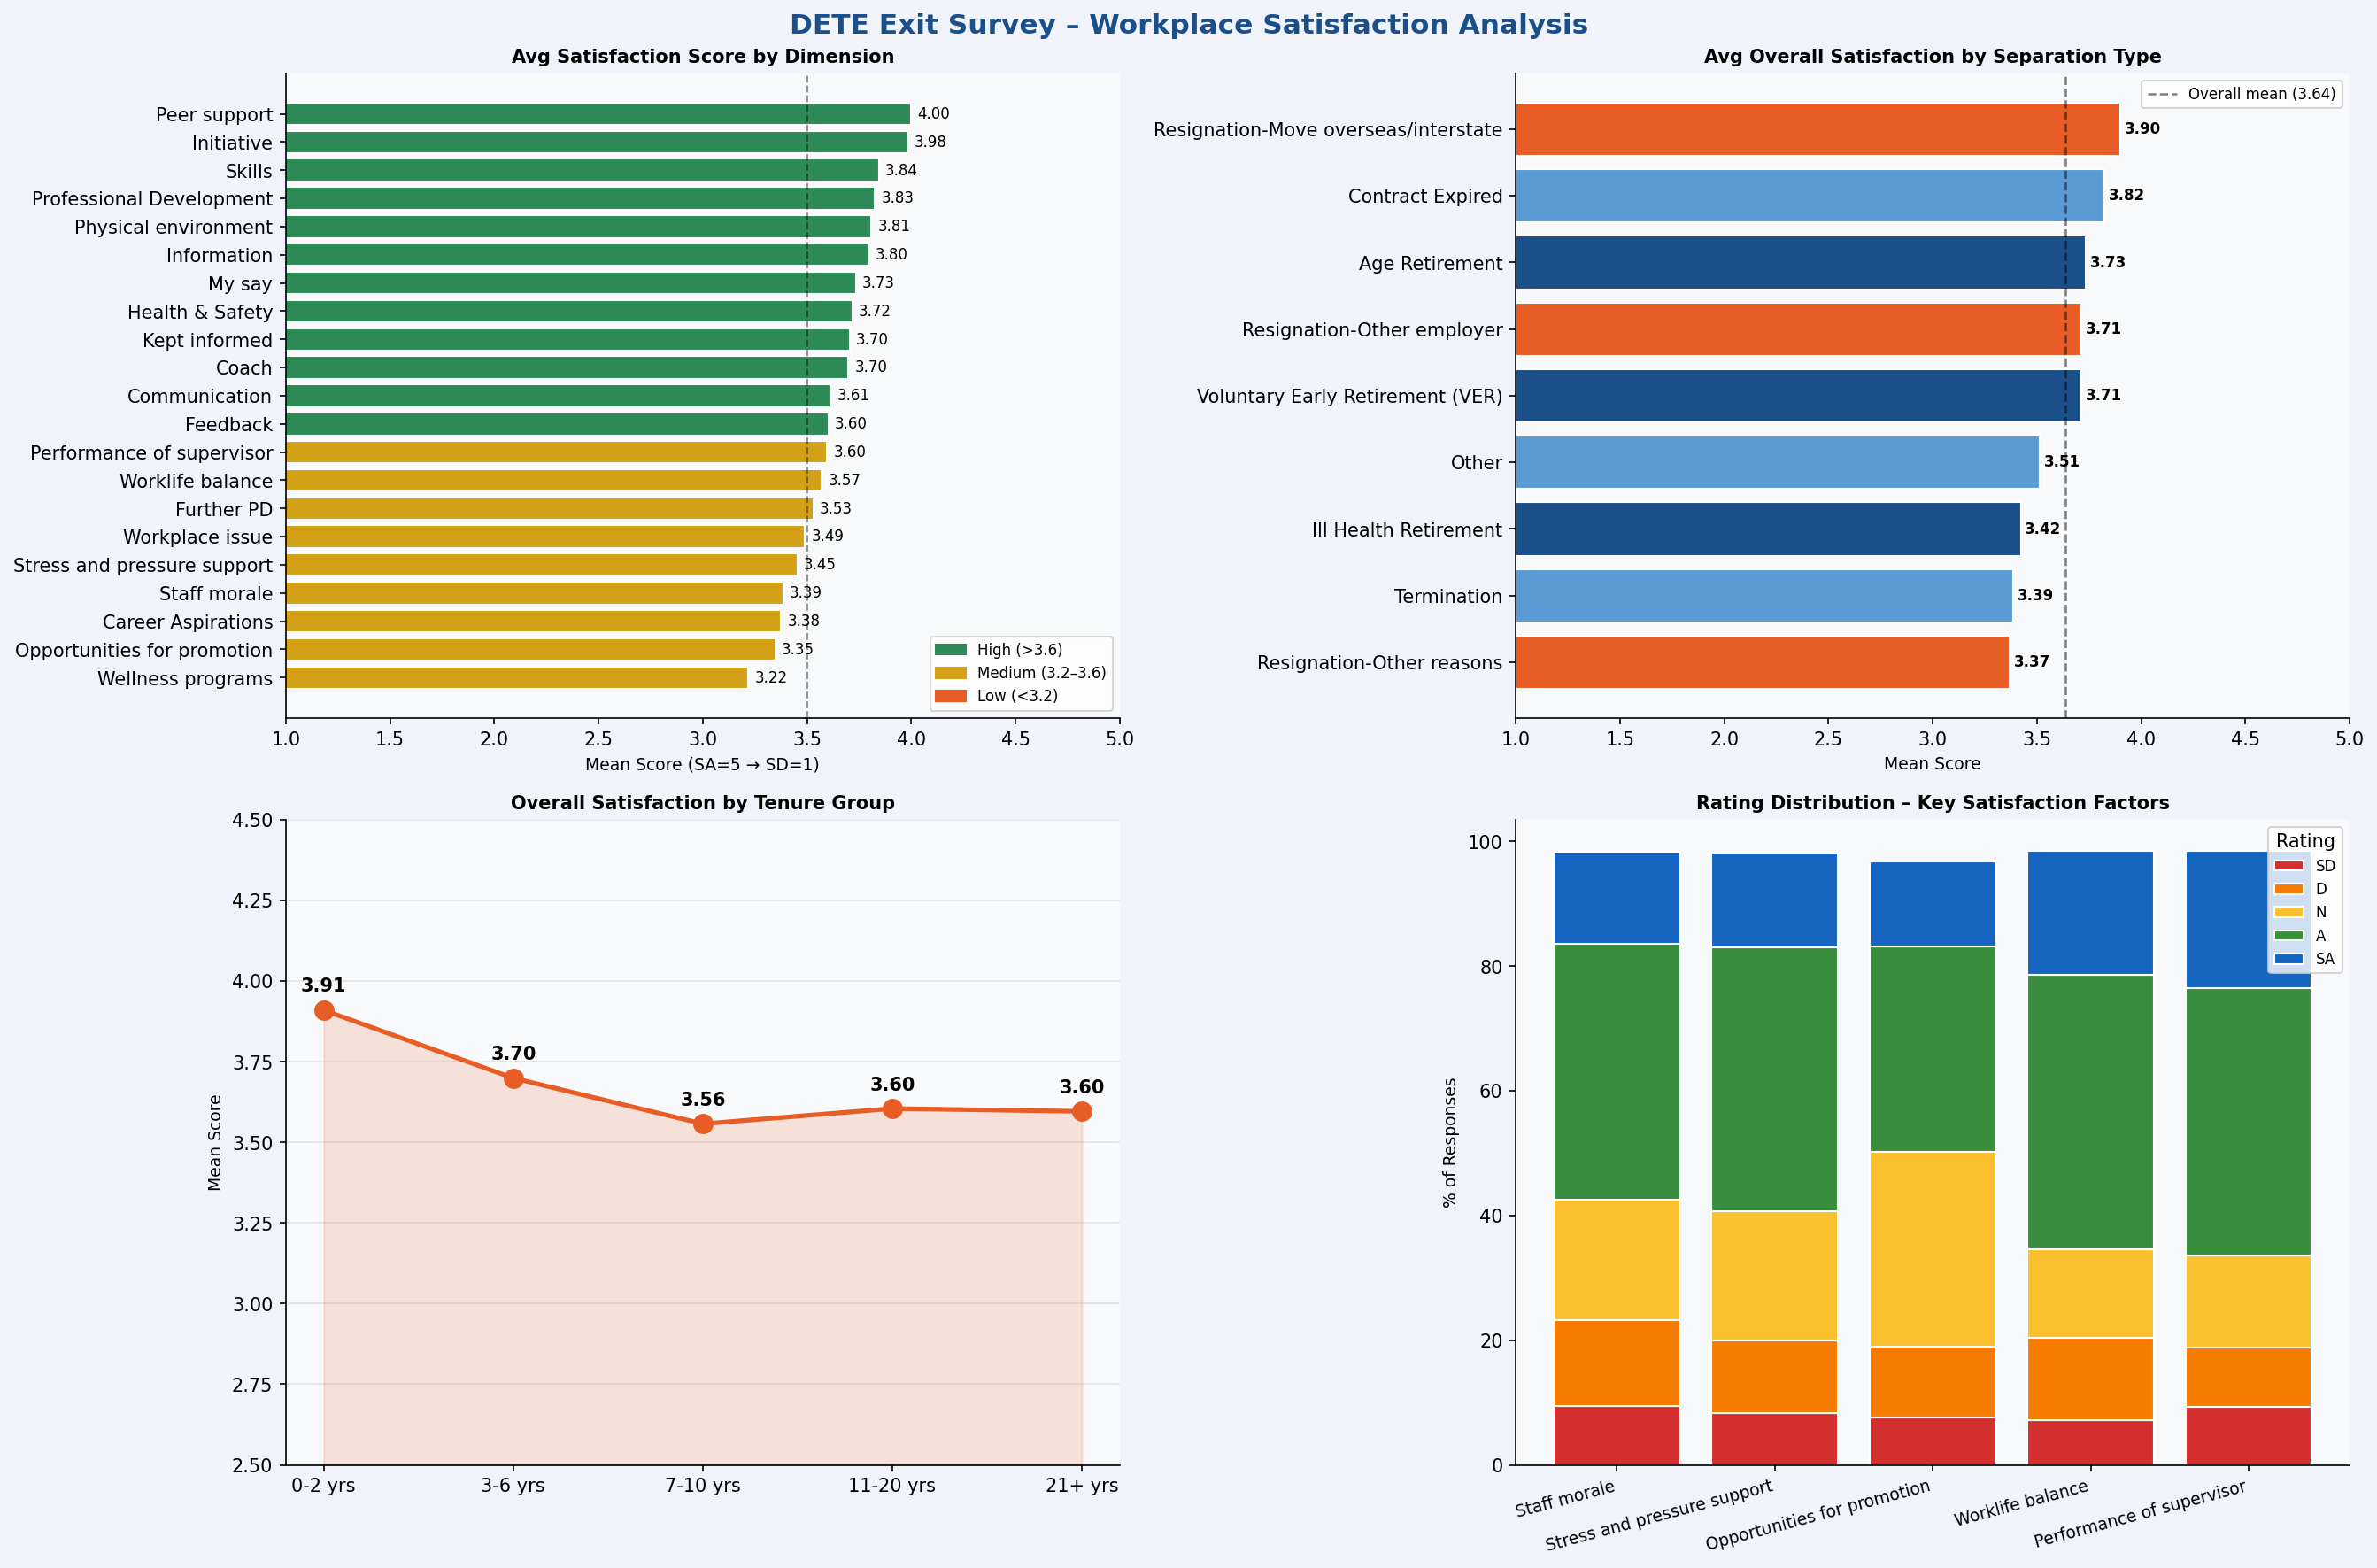 DETE Exit Survey – Workplace Satisfaction Analysis
Avg Satisfaction Score by Dimension
Peer support 4.00
Initiative 3.98
Skills 3.84
Professional Development 3.83
Physical environment 3.81
Information 3.80
My say 3.73
Health & Safety 3.72
Kept informed 3.70
Coach 3.70
Communication 3.61
Feedback 3.60
Performance of supervisor 3.60
Worklife balance 3.57
Further PD 3.53
Workplace issue 3.49
Stress and pressure support 3.45
Staff morale 3.39
Career Aspirations 3.38
Opportunities for promotion 3.35
Wellness programs 3.22
High (>3.6)
Medium (3.2–3.6)
Low (<3.2)
1.0 1.5 2.0 2.5 3.0 3.5 4.0 4.5 5.0
Mean Score (SA=5 → SD=1)
Avg Overall Satisfaction by Separation Type
Overall mean (3.64)
Resignation-Move overseas/interstate 3.90
Contract Expired 3.82
Age Retirement 3.73
Resignation-Other employer 3.71
Voluntary Early Retirement (VER) 3.71
Other 3.51
Ill Health Retirement 3.42
Termination 3.39
Resignation-Other reasons 3.37
1.0 1.5 2.0 2.5 3.0 3.5 4.0 4.5 5.0
Mean Score
Overall Satisfaction by Tenure Group
Mean Score
4.50
4.25
4.00
3.75
3.50
3.25
3.00
2.75
2.50
3.91
3.70
3.56
3.60
3.60
0-2 yrs 3-6 yrs 7-10 yrs 11-20 yrs 21+ yrs
Rating Distribution – Key Satisfaction Factors
% of Responses
100
80
60
40
20
0
Rating
SD
D
N
A
SA
Staff morale
Stress and pressure support
Opportunities for promotion
Worklife balance
Performance of supervisor